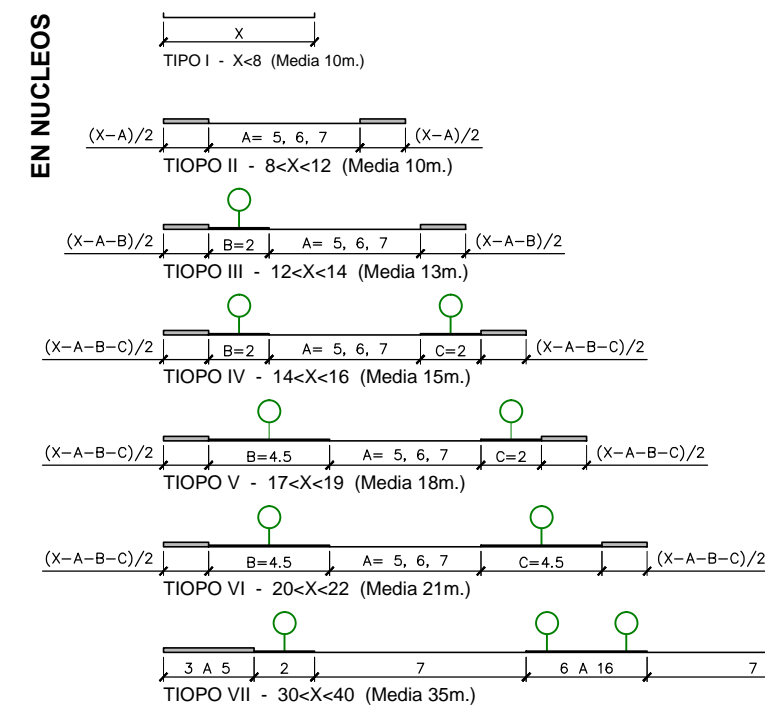 EN NUCLEOS
X
TIPO I - X<8 (Media 10m.)
(X-A)/2 A= 5, 6, 7 (X-A)/2
TIOPO II - 8<X<12 (Media 10m.)
(X-A-B)/2 B=2 A= 5, 6, 7 (X-A-B)/2
TIOPO III - 12<X<14 (Media 13m.)
(X-A-B-C)/2 B=2 A= 5, 6, 7 C=2 (X-A-B-C)/2
TIOPO IV - 14<X<16 (Media 15m.)
(X-A-B-C)/2 B=4.5 A= 5, 6, 7 C=2 (X-A-B-C)/2
TIOPO V - 17<X<19 (Media 18m.)
(X-A-B-C)/2 B=4.5 A= 5, 6, 7 C=4.5 (X-A-B-C)/2
TIOPO VI - 20<X<22 (Media 21m.)
3 A 5 2 7 6 A 16 7
TIOPO VII - 30<X<40 (Media 35m.)